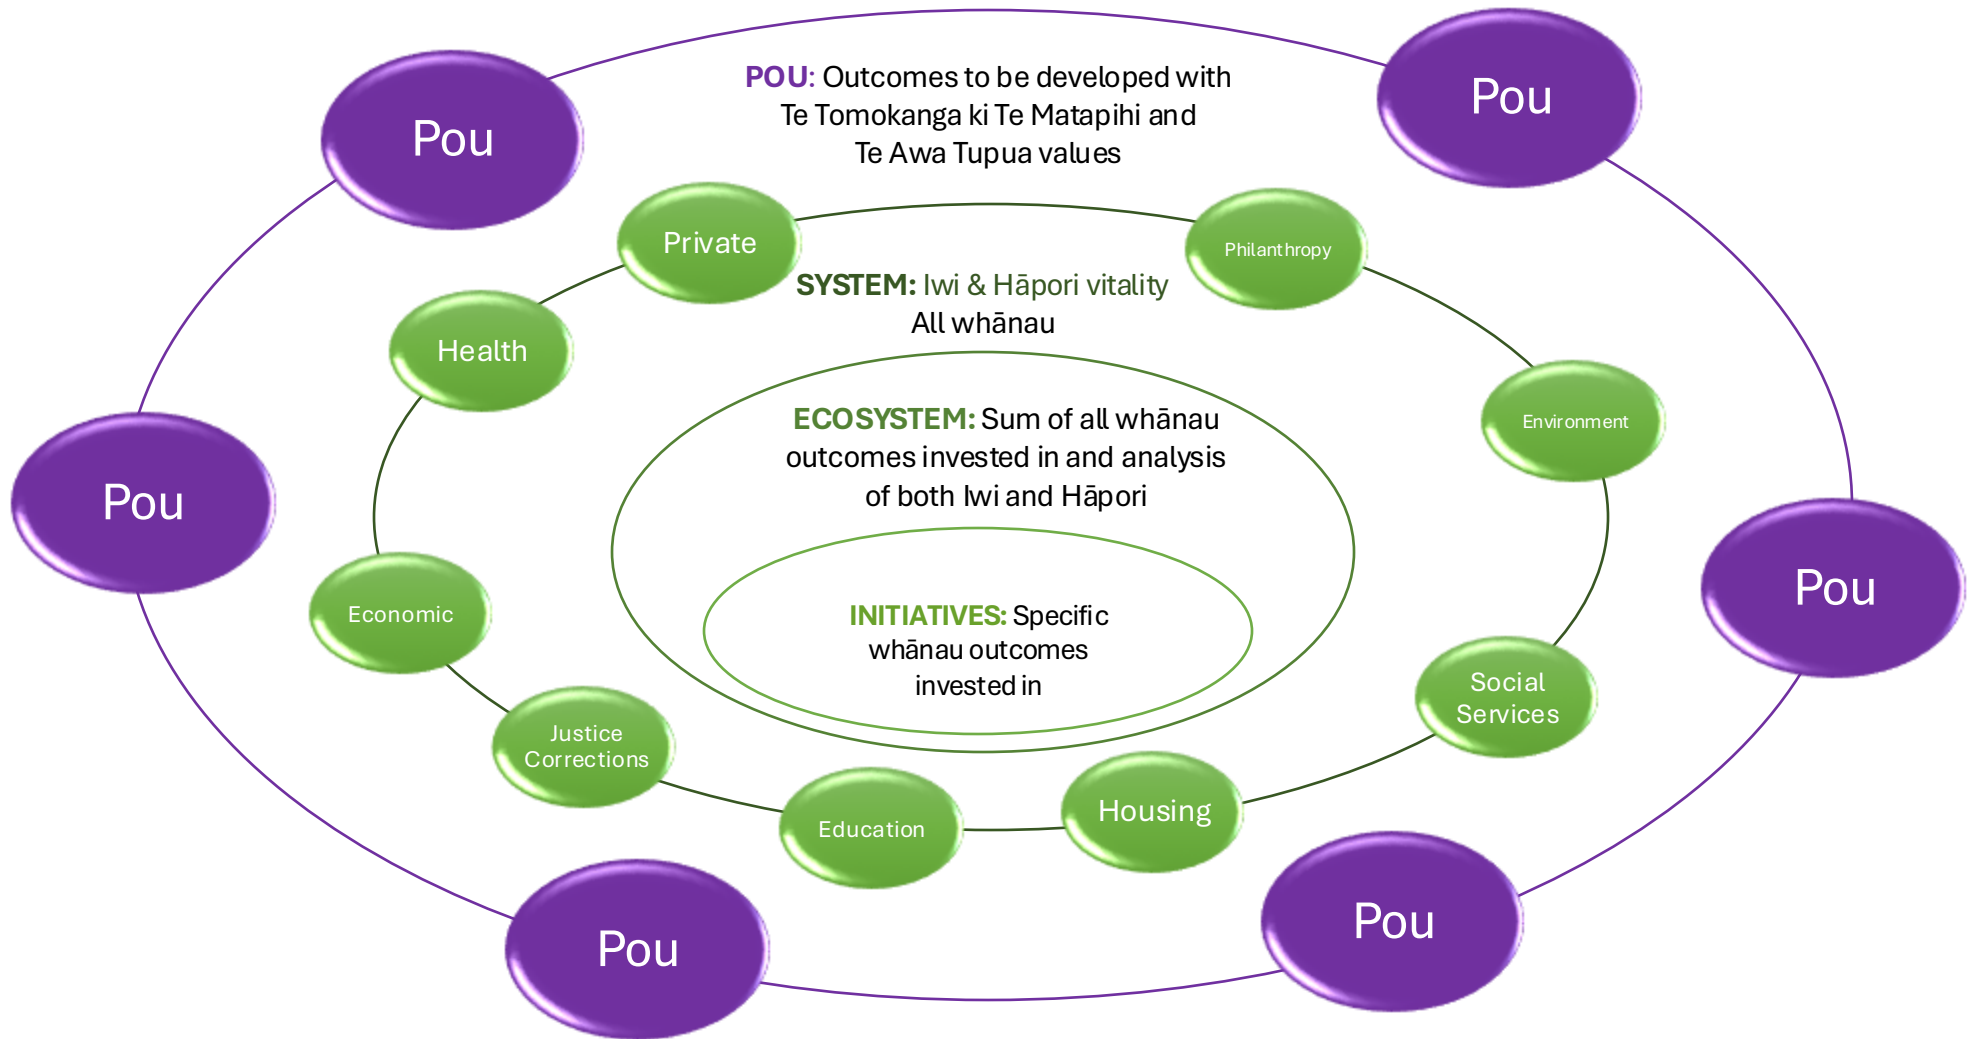 Pou
Pou
POU: Outcomes to be developed with
Te Tomokanga ki Te Matapihi and
Te Awa Tupua values
Private
Philanthropy
SYSTEM: Iwi & Hāpori vitality
All whānau
Health
Environment
ECOSYSTEM: Sum of all whānau
outcomes invested in and analysis
of both Iwi and Hāpori
Pou
Pou
Economic
INITIATIVES: Specific
whānau outcomes
invested in
Social
Services
Justice
Corrections
Education
Housing
Pou
Pou